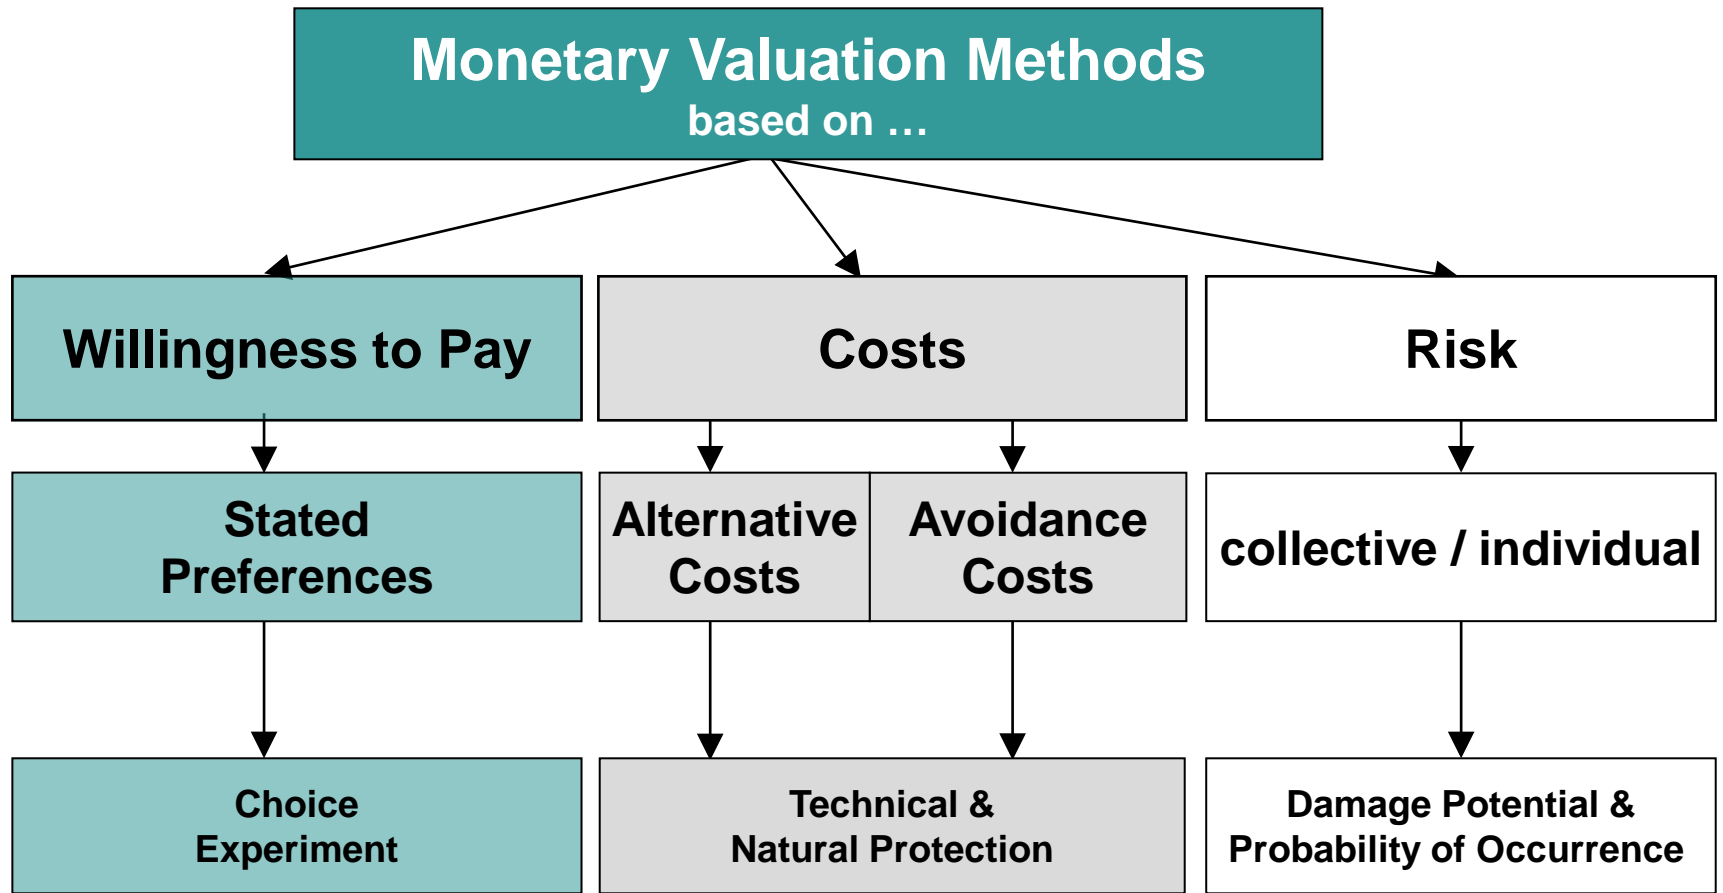 Monetary Valuation Methods
based on …
Willingness to Pay
Costs
Risk
Stated
Preferences
Alternative
Costs
Avoidance
Costs
collective / individual
Choice
Experiment
Technical &
Natural Protection
Damage Potential &
Probability of Occurrence